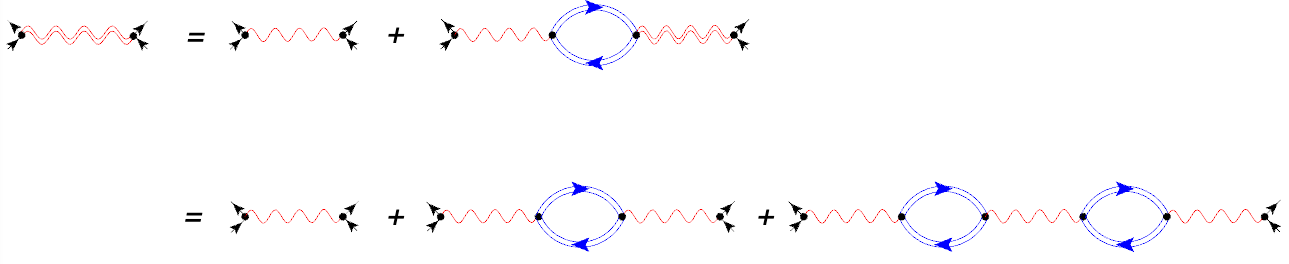 = +
= + +